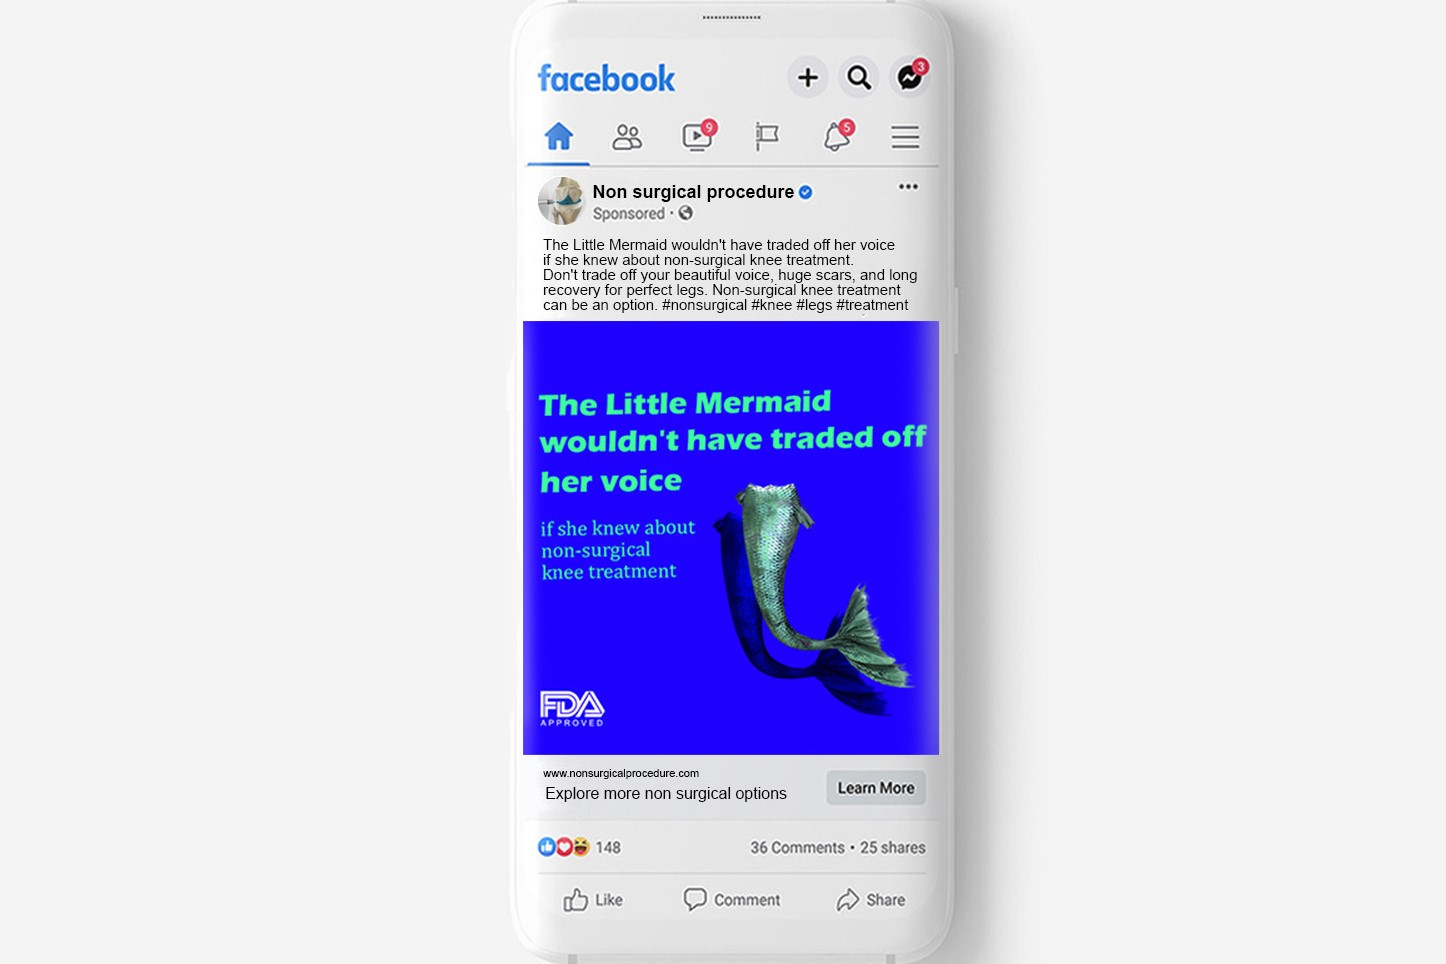 facebook
3
9
5
Non surgical procedure
Sponsored ·
The Little Mermaid wouldn't have traded off her voice
if she knew about non-surgical knee treatment.
Don't trade off your beautiful voice, huge scars, and long
recovery for perfect legs. Non-surgical knee treatment
can be an option. #nonsurgical #knee #legs #treatment
The Little Mermaid
wouldn't have traded off
her voice
if she knew about
non-surgical
knee treatment
FDA
APPROVED
www.nonsurgicalprocedure.com
Explore more non surgical options
Learn More
148
36 Comments • 25 shares
Like
Comment
Share